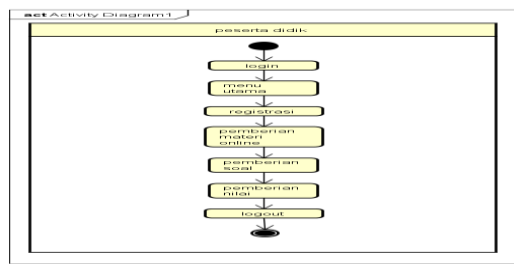 act Activity Diagram1
peserta didik
login
menu
utama
registrasi
pemberian
materi
online
pemberian
soal
pemberian
nilai
logout